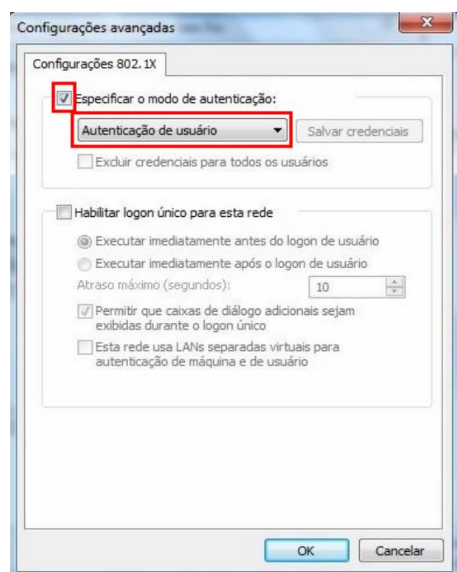 Configurações avançadas
Configurações 802.1X
Especificar o modo de autenticação:
Autenticação de usuário
Salvar credenciais
Excluir credenciais para todos os usuários
Habilitar logon único para esta rede
Executar imediatamente antes do logon de usuário
Executar imediatamente após o logon de usuário
Atraso máximo (segundos):
10
Permitir que caixas de diálogo adicionais sejam
exibidas durante o logon único
Esta rede usa LANs separadas virtuais para
autenticação de máquina e de usuário
OK
Cancelar